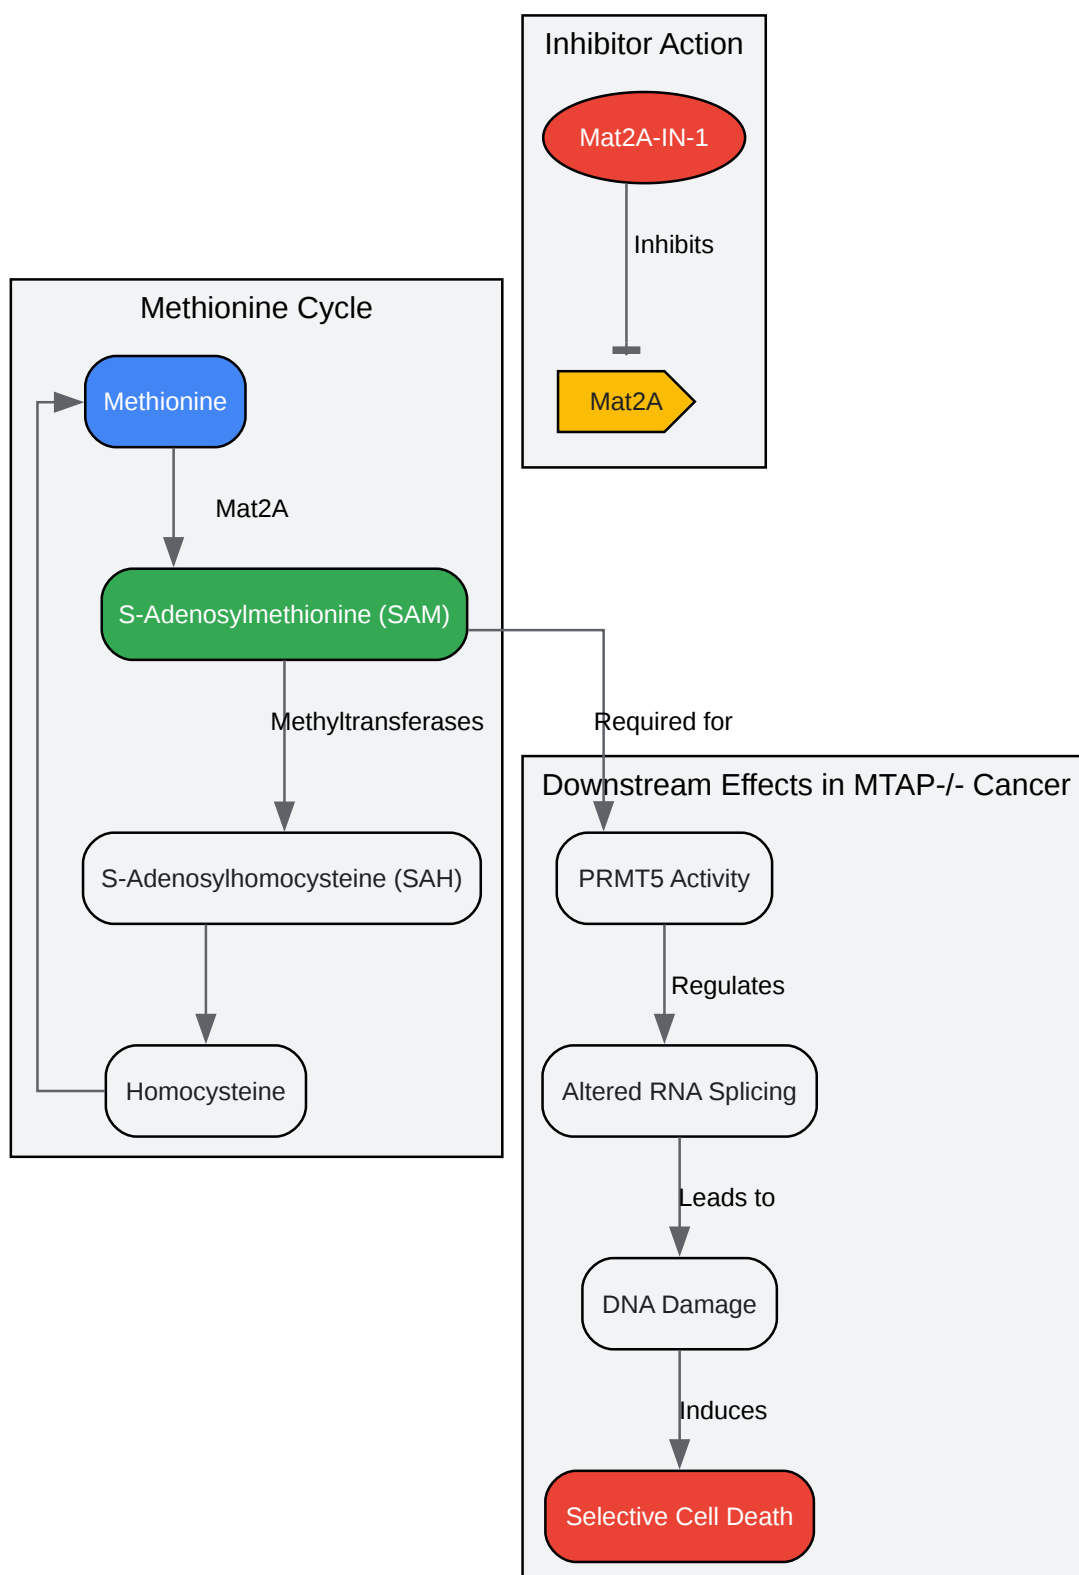 Inhibitor Action
Mat2A-IN-1
Inhibits
Mat2A
Methionine Cycle
Methionine
Mat2A
S-Adenosylmethionine (SAM)
Methyltransferases
S-Adenosylhomocysteine (SAH)
Homocysteine
Required for
Downstream Effects in MTAP-/- Cancer
PRMT5 Activity
Regulates
Altered RNA Splicing
Leads to
DNA Damage
Induces
Selective Cell Death